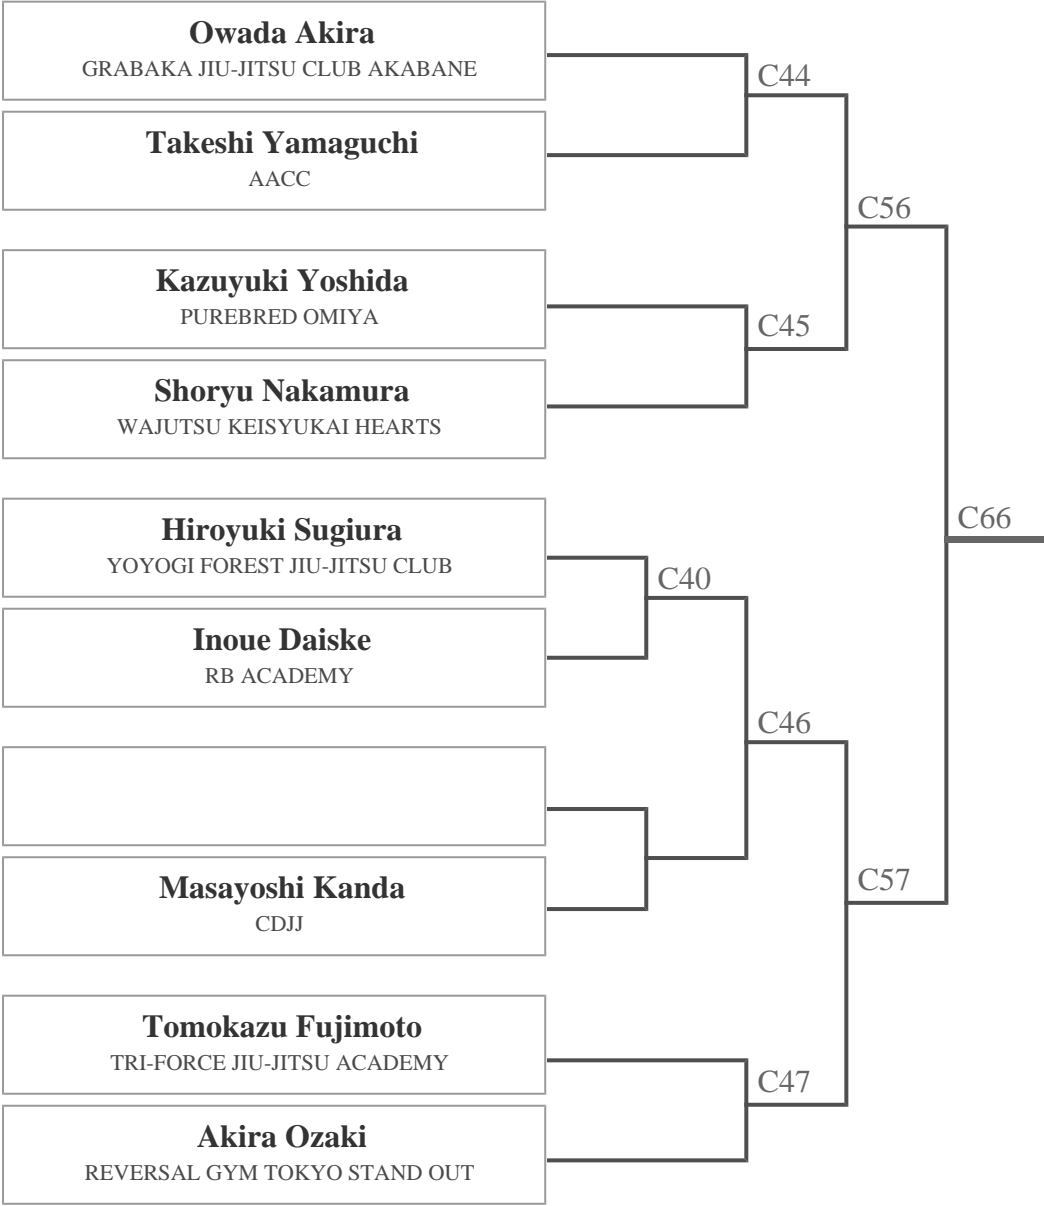 Owada Akira
GRABAKA JIU-JITSU CLUB AKABANE
C44
Takeshi Yamaguchi
AACC
C56
Kazuyuki Yoshida
PUREBRED OMIYA
C45
Shoryu Nakamura
WAJUTSU KEISYUKAI HEARTS
C66
Hiroyuki Sugiura
YOYOGI FOREST JIU-JITSU CLUB
C40
Inoue Daiske
RB ACADEMY
C46
Masayoshi Kanda
CDJJ
C57
Tomokazu Fujimoto
TRI-FORCE JIU-JITSU ACADEMY
C47
Akira Ozaki
REVERSAL GYM TOKYO STAND OUT